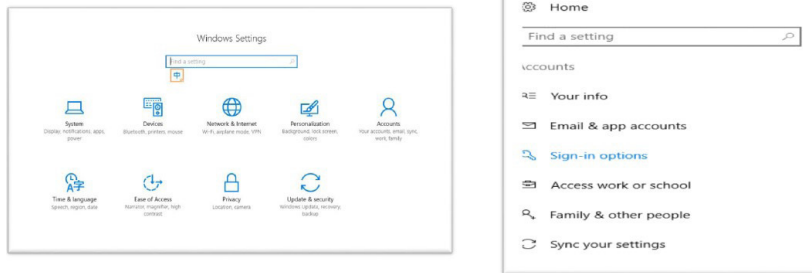 Windows Settings
Find a setting
中
System
Display, notifications, apps,
power
Devices
Bluetooth, printers, mouse
Network & Internet
Wi-Fi, airplane mode, VPN
Personalization
Background, lock screen,
colors
Accounts
Your accounts, email, sync,
work, family
Time & language
Speech, region, date
Ease of Access
Narrator, magnifier, high
contrast
Privacy
Location, camera
Update & security
Windows Update, recovery,
backup
Home
Find a setting
Accounts
Your info
Email & app accounts
Sign-in options
Access work or school
Family & other people
Sync your settings